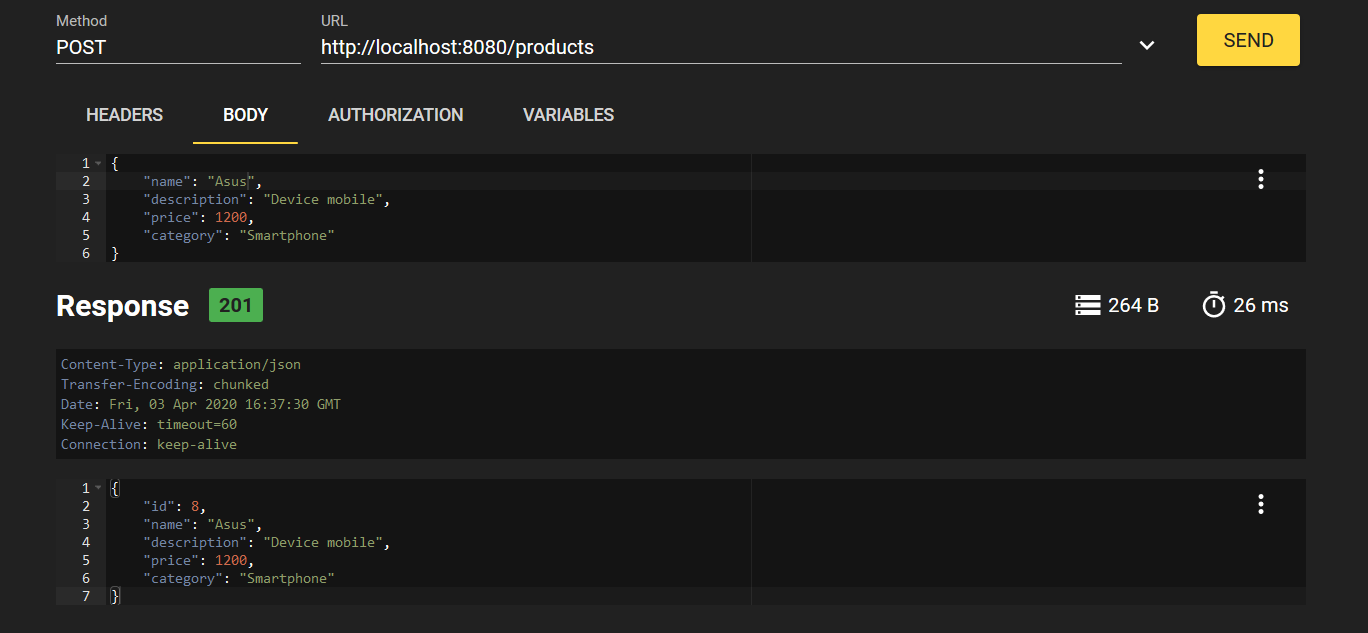 Method
URL
POST
http://localhost:8080/products
SEND
HEADERS
BODY
AUTHORIZATION
VARIABLES
1 {
2 "name": "Asus",
3 "description": "Device mobile",
4 "price": 1200,
5 "category": "Smartphone"
6 }
Response 201
264 B
26 ms
Content-Type: application/json
Transfer-Encoding: chunked
Date: Fri, 03 Apr 2020 16:37:30 GMT
Keep-Alive: timeout=60
Connection: keep-alive
1 {
2 "id": 8,
3 "name": "Asus",
4 "description": "Device mobile",
5 "price": 1200,
6 "category": "Smartphone"
7 }